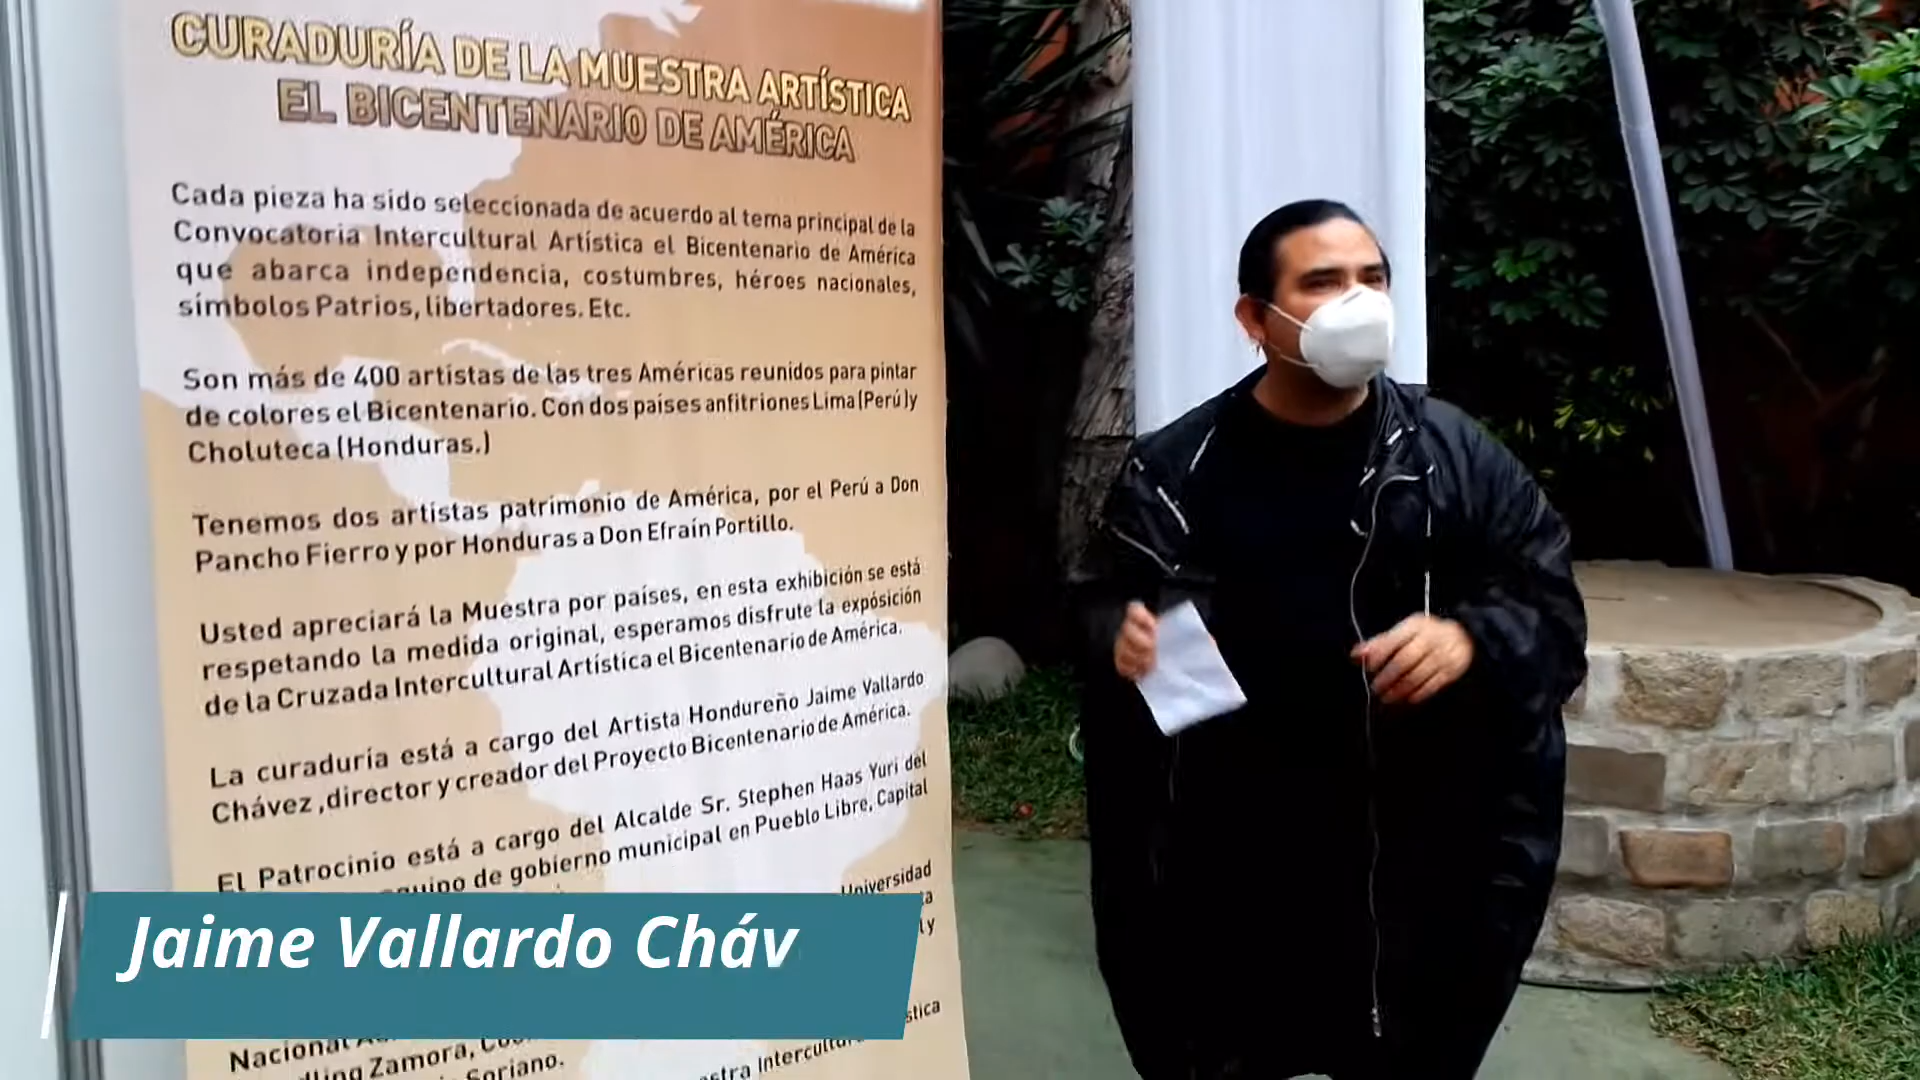 CURADURÍA DE LA MUESTRA ARTÍSTICA
EL BICENTENARIO DE AMÉRICA
Cada pieza ha sido seleccionada de acuerdo al tema principal de la
Convocatoria Intercultural Artística el Bicentenario de América
que abarca independencia, costumbres, héroes nacionales,
símbolos Patrios, libertadores. Etc.
Son más de 400 artistas de las tres Américas reunidos para pintar
de colores el Bicentenario. Con dos países anfitriones Lima (Perú)y
Choluteca (Honduras.)
Tenemos dos artistas patrimonio de América, por el Perú a Don
Pancho Fierro y por Honduras a Don Efraín Portillo.
Usted apreciará la Muestra por países, en esta exhibición se está
respetando la medida original, esperamos disfrute la exposición
de la Cruzada Intercultural Artística el Bicentenario de América.
La curaduría está a cargo del Artista Hondureño Jaime Vallardo
Chávez ,director y creador del Proyecto Bicentenario de América.
El Patrocinio está a cargo del Alcalde Sr. Stephen Haas Yuri del
de gobierno municipal en Pueblo Libre, Capital
Universidad
Jaime Vallardo Cháv
Nacional
Zamora,
Soriano.